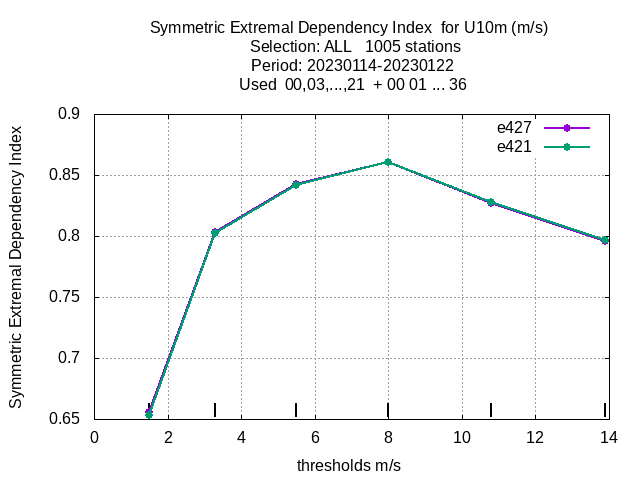 Symmetric Extremal Dependency Index  for U10m (m/s)
Selection: ALL   1005 stations
Period: 20230114-20230122
Used  00,03,...,21  + 00 01 ... 36
e427
e421
Symmetric Extremal Dependency Index
0.9
0.85
0.8
0.75
0.7
0.65
0 2 4 6 8 10 12 14
thresholds m/s